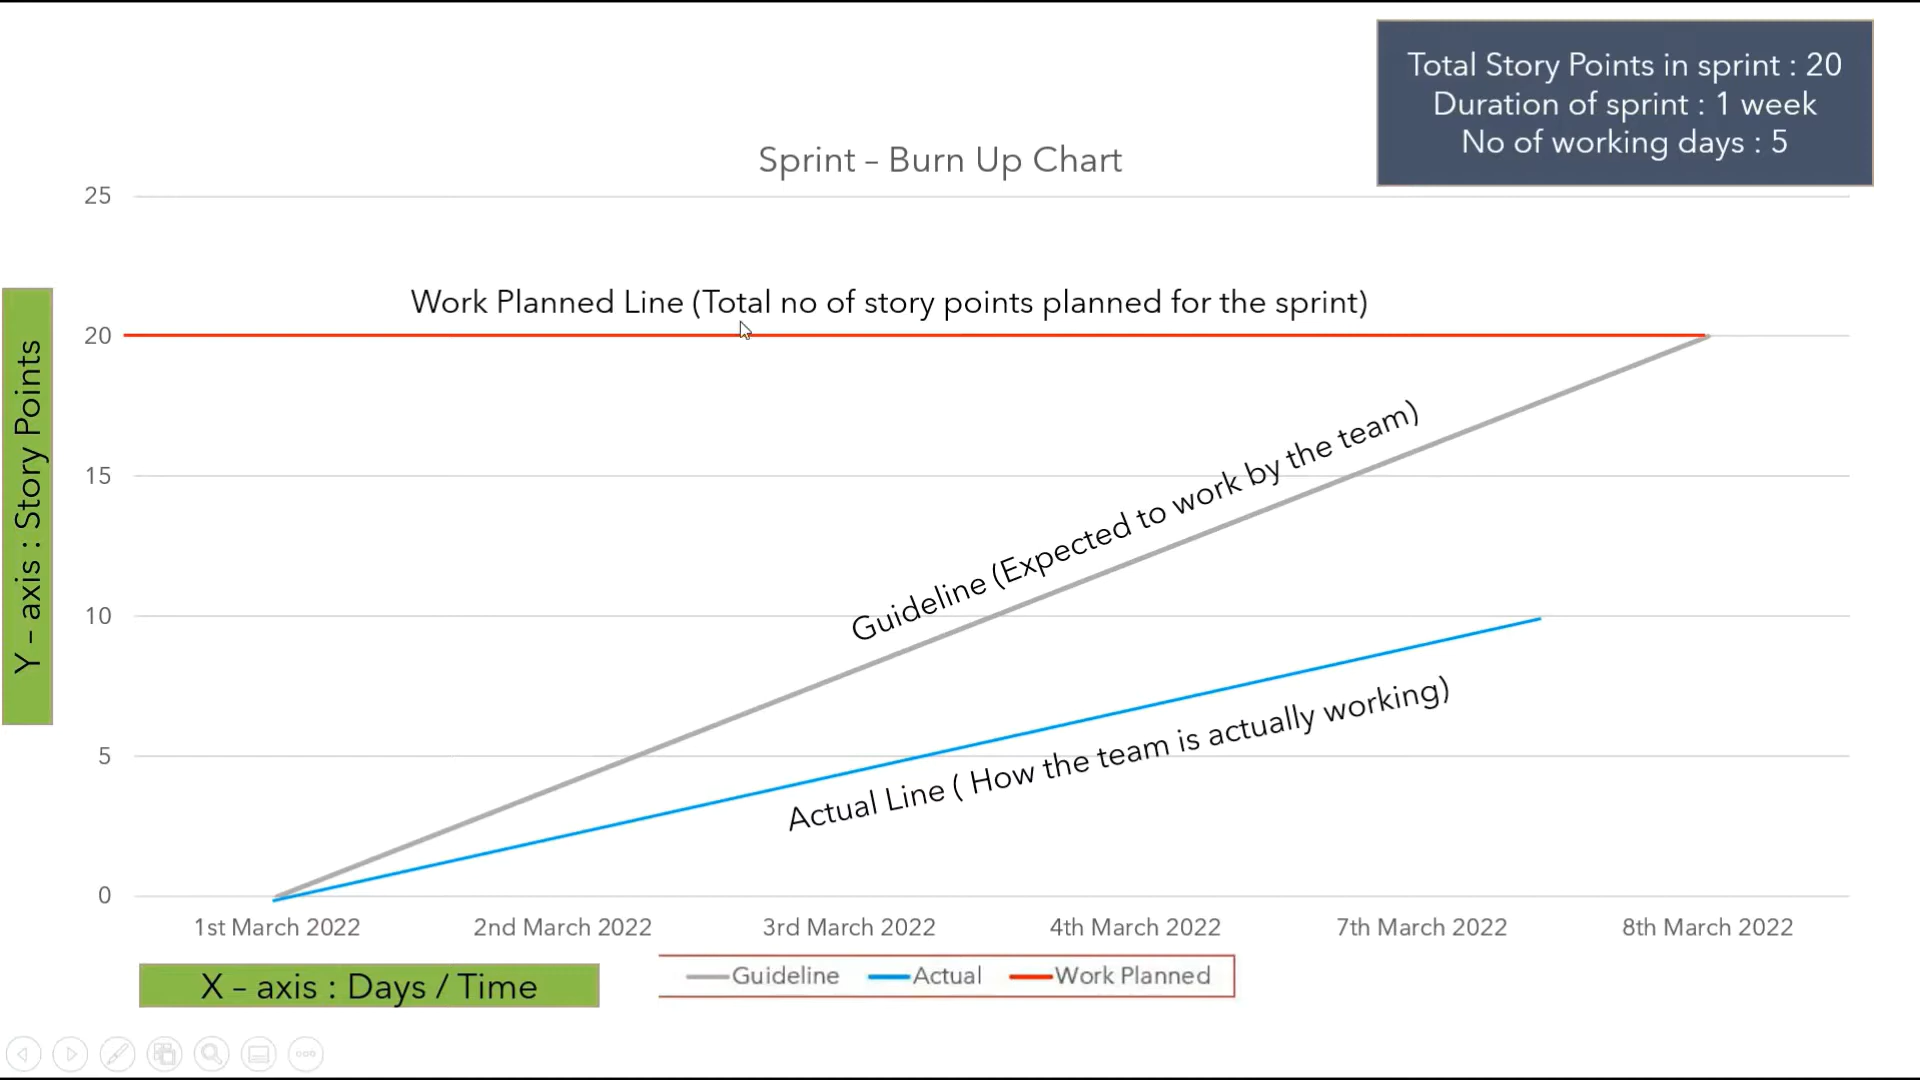 Total Story Points in sprint : 20
Duration of sprint : 1 week
No of working days : 5
Sprint – Burn Up Chart
25
Work Planned Line (Total no of story points planned for the sprint)
20
15
10
5
0
Y – axis : Story Points
Guideline (Expected to work by the team)
Actual Line ( How the team is actually working)
1st March 2022
2nd March 2022
3rd March 2022
4th March 2022
7th March 2022
8th March 2022
X – axis : Days / Time
Guideline
Actual
Work Planned